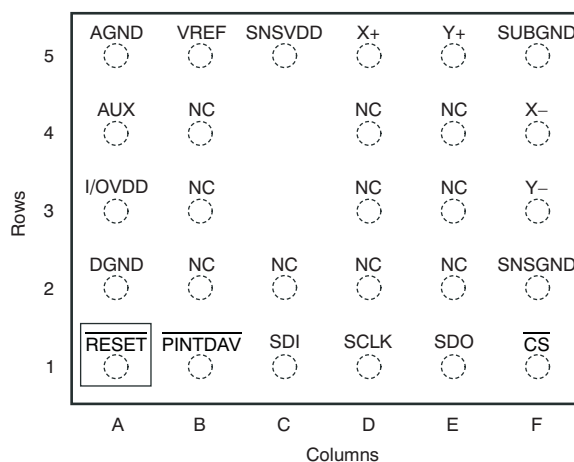 AGND VREF SNSVDD X+ Y+ SUBGND
5
AUX NC NC NC X–
4
I/OVDD NC NC NC Y–
3
DGND NC NC NC NC SNSGND
2
RESET PINTDAV SDI SCLK SDO CS
1
Rows
A B C D E F
Columns